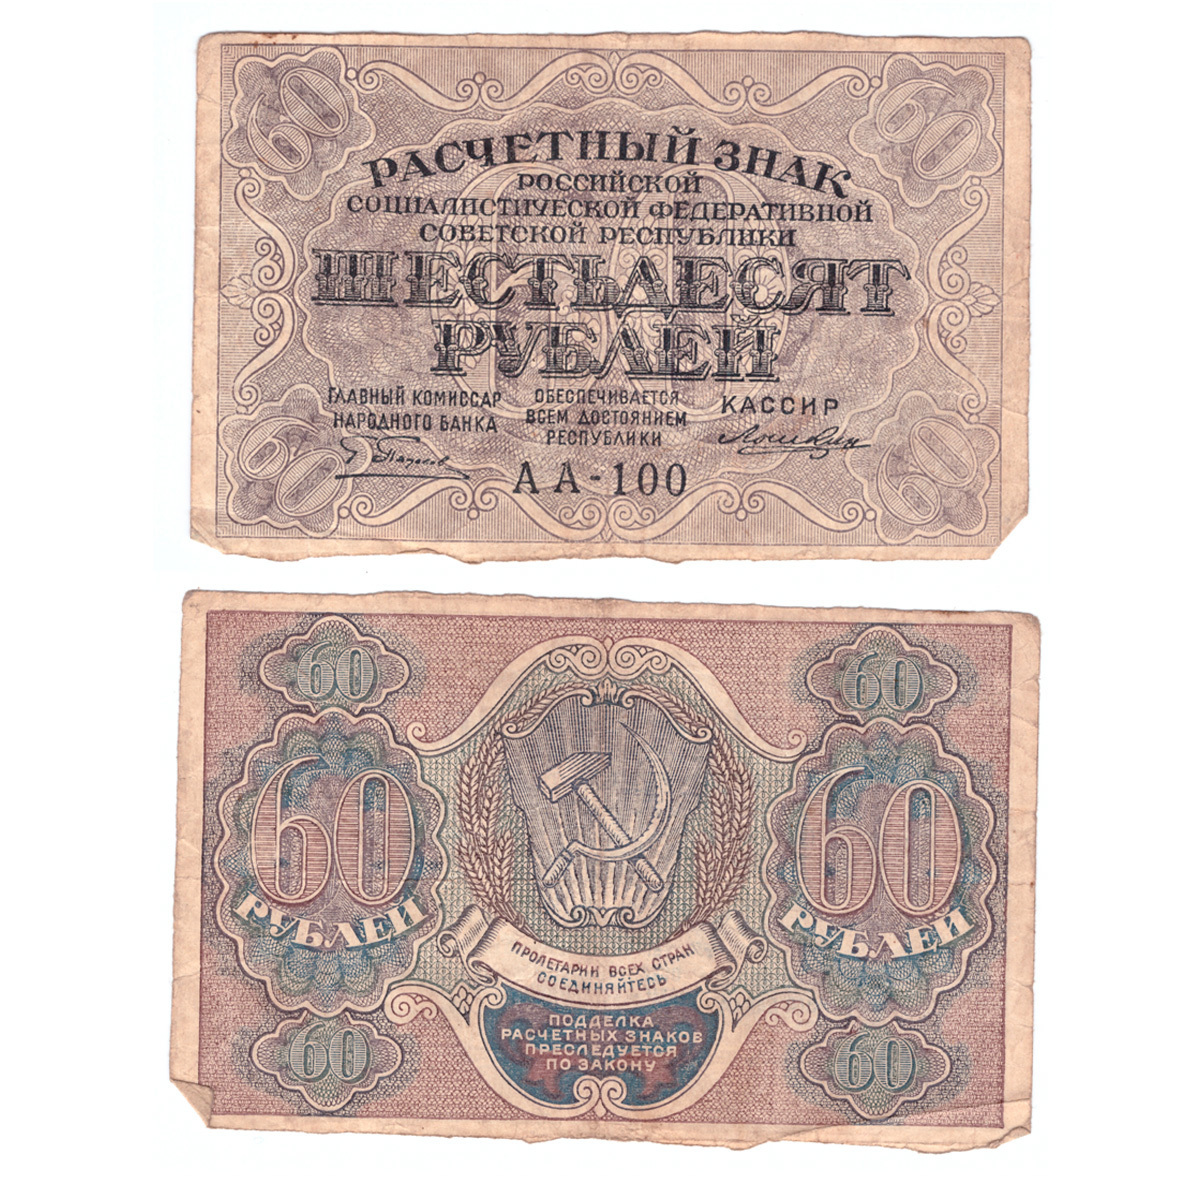 60 60
РАСЧЕТНЫЙ ЗНАК
РОССИЙСКОЙ
СОЦИАЛИСТИЧЕСКОЙ ФЕДЕРАТИВНОЙ
СОВЕТСКОЙ РЕСПУБЛИКИ
ШЕСТЬДЕСЯТ
РУБЛЕЙ
ГЛАВНЫЙ КОМИССАР
НАРОДНОГО БАНКА
ОБЕСПЕЧИВАЕТСЯ
ВСЕМ ДОСТОЯНИЕМ
РЕСПУБЛИКИ
КАССИР
60 60
АА-100
60 60
60 60
РУБЛЕЙ РУБЛЕЙ
ПРОЛЕТАРИИ ВСЕХ СТРАН
СОЕДИНЯЙТЕСЬ
ПОДДЕЛКА
РАСЧЕТНЫХ ЗНАКОВ
ПРЕСЛЕДУЕТСЯ
ПО ЗАКОНУ
60 60